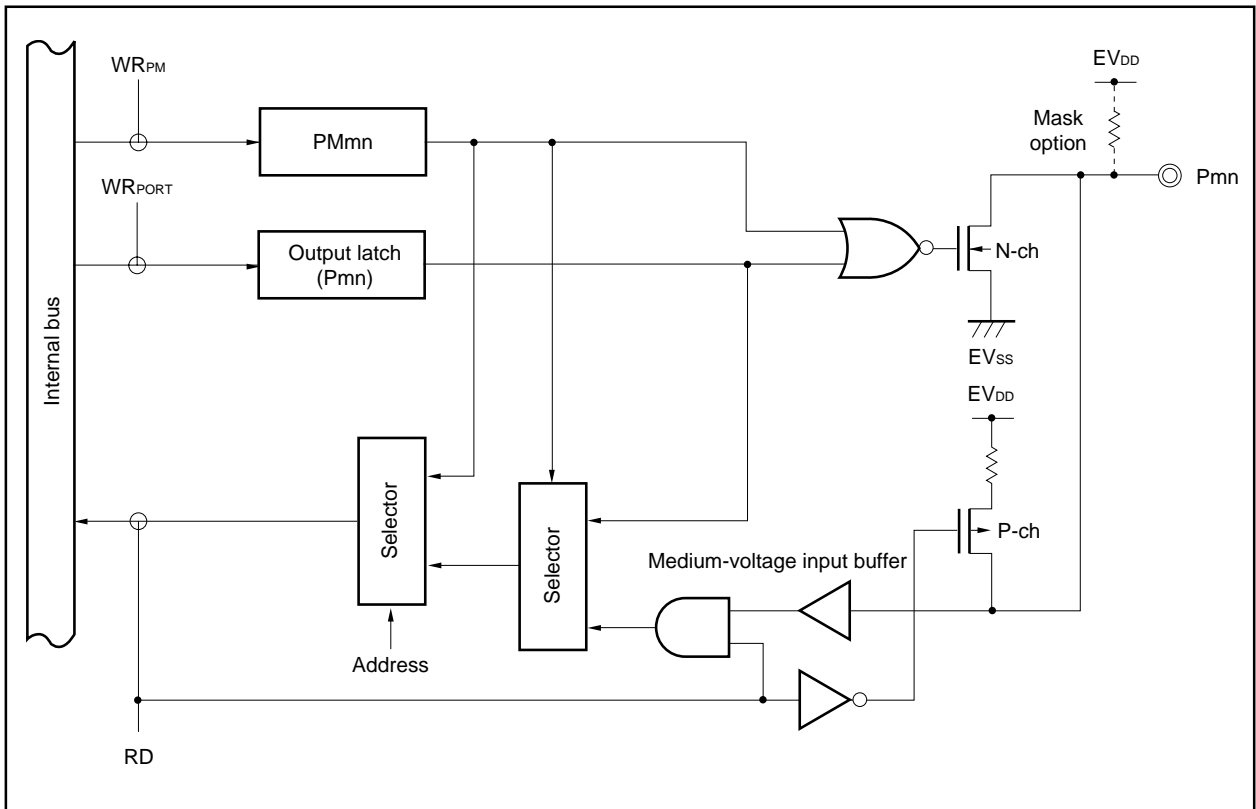 WRPM
EVDD
Mask
option
PMmn
Pmn
WRPORT
Output latch
(Pmn)
N-ch
EVSS
Internal bus
EVDD
Selector
Selector
P-ch
Medium-voltage input buffer
Address
RD